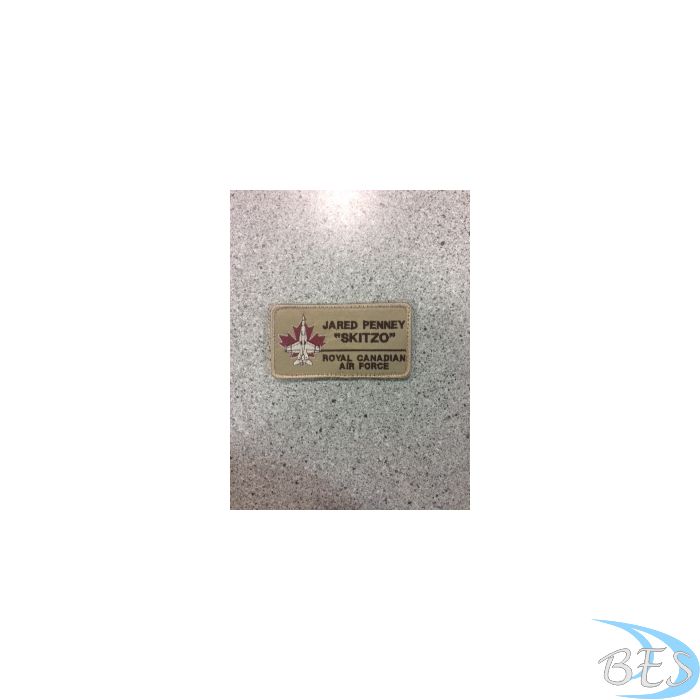 JARED PENNEY
"SKITZO"
ROYAL CANADIAN
AIR FORCE
BES